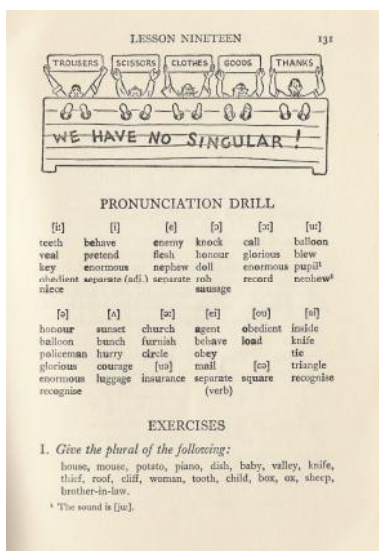 LESSON NINETEEN 131
TROUSERS SCISSORS CLOTHES GOODS THANKS
WE HAVE NO SINGULAR !
PRONUNCIATION DRILL
[i:] [i] [e] [ɔ] [ɔ:] [u:]
teeth behave enemy knock call balloon
veal pretend flesh honour glorious blew
key enormous nephew doll enormous pupil¹
obedient separate (adj.) separate rob record nephew¹
niece sausage
[ə] [ʌ] [ə:] [ei] [ou] [ai]
honour sunset church agent obedient inside
balloon bunch furnish behave load knife
policeman hurry circle obey tie
glorious courage [uə] mail [ɛə] triangle
enormous luggage insurance separate square recognise
recognise (verb)
EXERCISES
I. Give the plural of the following:
house, mouse, potato, piano, dish, baby, valley, knife,
thief, roof, cliff, woman, tooth, child, box, ox, sheep,
brother-in-law.
¹ The sound is [ju:].